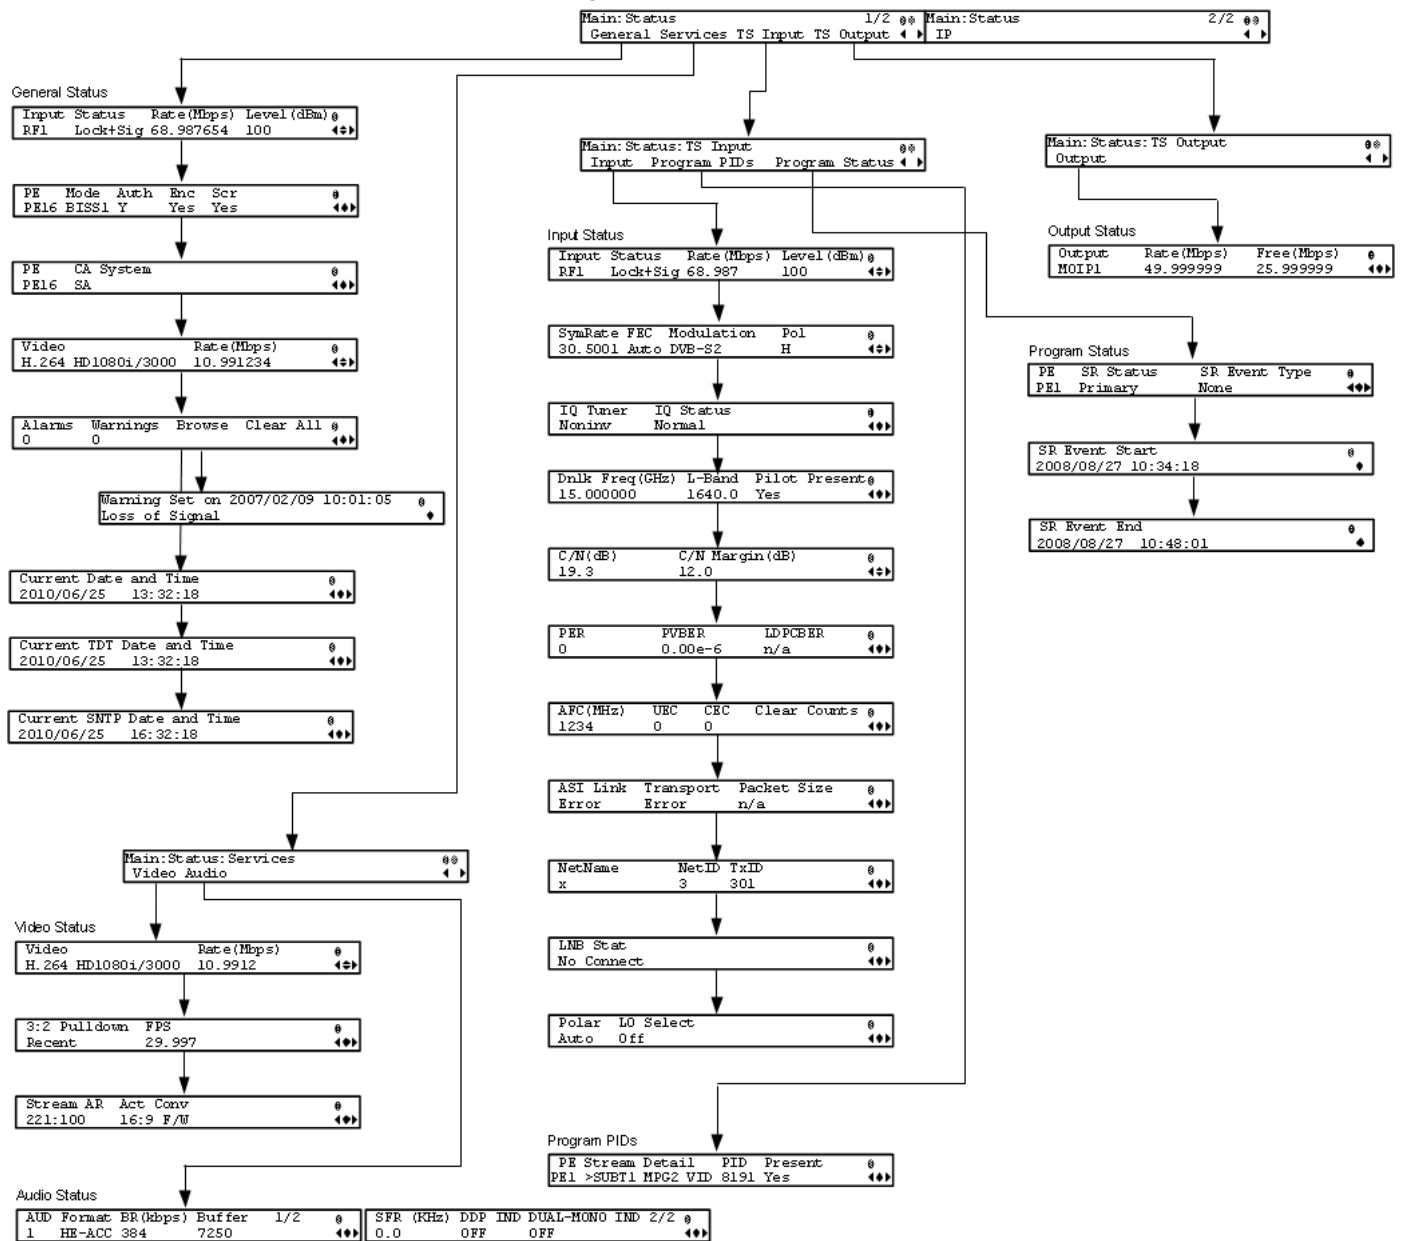 Main:Status 1/2
General Services TS Input TS Output
Main:Status 2/2
IP
General Status
Input Status Rate(Mbps) Level(dBm)
RF1 Lock+Sig 68.987654 100
PE Mode Auth Enc Scr
PE16 BISS1 Y Yes Yes
PE CA System
PE16 SA
Video Rate(Mbps)
H.264 HD1080i/3000 10.991234
Alarms Warnings Browse Clear All
0 0
Warning Set on 2007/02/09 10:01:05
Loss of Signal
Current Date and Time
2010/06/25 13:32:18
Current TDT Date and Time
2010/06/25 13:32:18
Current SNTP Date and Time
2010/06/25 16:32:18
Main:Status:Services
Video Audio
Video Status
Video Rate(Mbps)
H.264 HD1080i/3000 10.9912
3:2 Pulldown FPS
Recent 29.997
Stream AR Act Conv
221:100 16:9 F/W
Audio Status
AUD Format BR(kbps) Buffer 1/2
1 HE-ACC 384 7250
SFR (KHz) DDP IND DUAL-MONO IND 2/2
0.0 OFF OFF
Main:Status:TS Input
Input Program PIDs Program Status
Input Status
Input Status Rate(Mbps) Level(dBm)
RF1 Lock+Sig 68.987 100
SymRate FEC Modulation Pol
30.5001 Auto DVB-S2 H
IQ Tuner IQ Status
Noninv Normal
Dnlk Freq(GHz) L-Band Pilot Present
15.000000 1640.0 Yes
C/N(dB) C/N Margin(dB)
19.3 12.0
PER PVBER LDPCBER
0 0.00e-6 n/a
AFC(MHz) UEC CEC Clear Counts
1234 0 0
ASI Link Transport Packet Size
Error Error n/a
NetName NetID TxID
x 3 301
LNB Stat
No Connect
Polar LO Select
Auto Off
Program PIDs
PE Stream Detail PID Present
PE1 >SUBT1 MPG2 VID 8191 Yes
Main:Status:TS Output
Output
Output Status
Output Rate(Mbps) Free(Mbps)
MOIP1 49.999999 25.999999
Program Status
PE SR Status SR Event Type
PE1 Primary None
SR Event Start
2008/08/27 10:34:18
SR Event End
2008/08/27 10:48:01